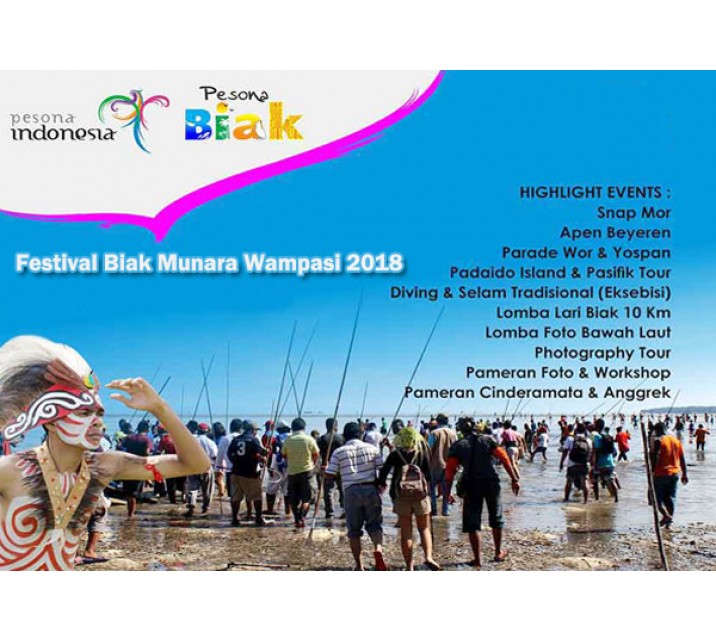 pesona
indonesia
Pesona
Biak
HIGHLIGHT EVENTS :
Snap Mor
Apen Beyeren
Parade Wor & Yospan
Padaido Island & Pasifik Tour
Diving & Selam Tradisional (Eksebisi)
Lomba Lari Biak 10 Km
Lomba Foto Bawah Laut
Photography Tour
Pameran Foto & Workshop
Pameran Cinderamata & Anggrek
Festival Biak Munara Wampasi 2018
3